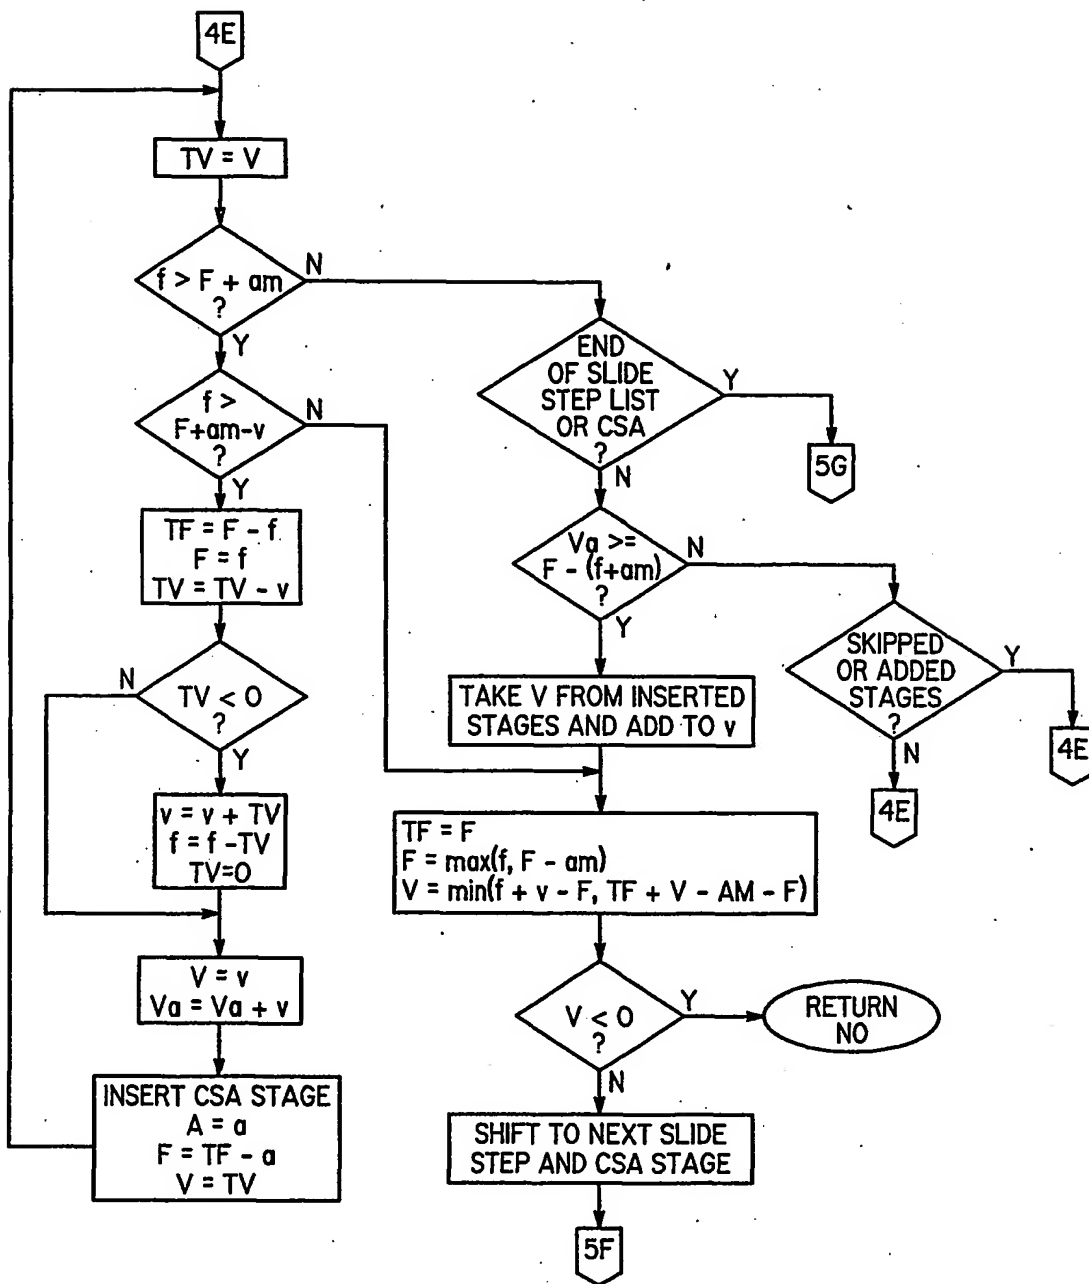 4E
TV = V
f > F + am
?
N
Y
f >
F+am-v
?
N
Y
TF = F - f
F = f
TV = TV - v
TV < 0
?
N
Y
v = v + TV
f = f -TV
TV=0
V = v
Va = Va + v
INSERT CSA STAGE
A = a
F = TF - a
V = TV
END
OF SLIDE
STEP LIST
OR CSA
?
Y
5G
N
Va >=
F - (f+am)
?
N
Y
SKIPPED
OR ADDED
STAGES
?
Y
4E
N
4E
TAKE V FROM INSERTED
STAGES AND ADD TO v
TF = F
F = max(f, F - am)
V = min(f + v - F, TF + V - AM - F)
V < 0
?
Y
RETURN
NO
N
SHIFT TO NEXT SLIDE
STEP AND CSA STAGE
5F